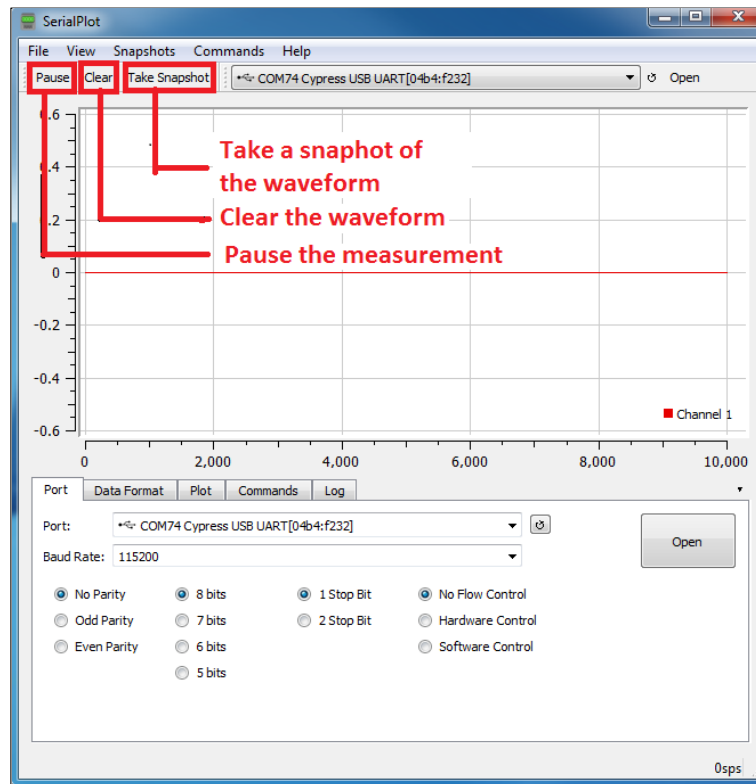 SerialPlot
File View Snapshots Commands Help
Pause Clear Take Snapshot COM74 Cypress USB UART[04b4:f232] Open
0.6
0.4
0.2
0
-0.2
-0.4
-0.6
Take a snaphot of
the waveform
Clear the waveform
Pause the measurement
Channel 1
0 2,000 4,000 6,000 8,000 10,000
Port Data Format Plot Commands Log
Port: COM74 Cypress USB UART[04b4:f232]
Open
Baud Rate: 115200
No Parity 8 bits 1 Stop Bit No Flow Control
Odd Parity 7 bits 2 Stop Bit Hardware Control
Even Parity 6 bits Software Control
5 bits
0sps